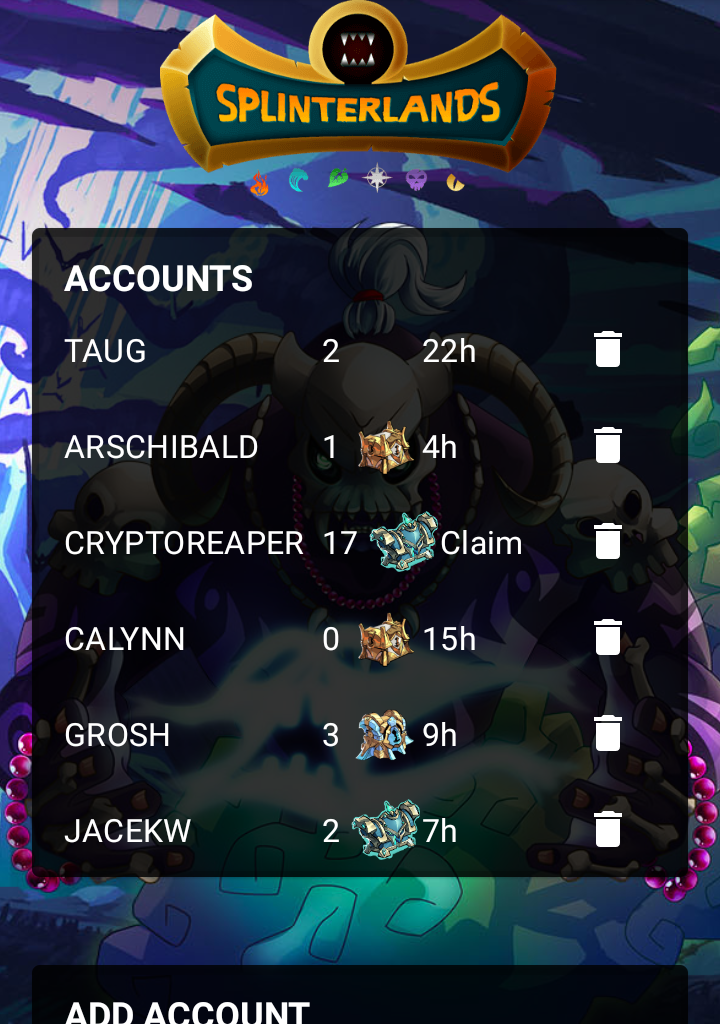 SPLINTERLANDS
ACCOUNTS
TAUG 2 22h
ARSCHIBALD 1 4h
CRYPTOREAPER 17 Claim
CALYNN 0 15h
GROSH 3 9h
JACEKW 2 7h
ADD ACCOUNT